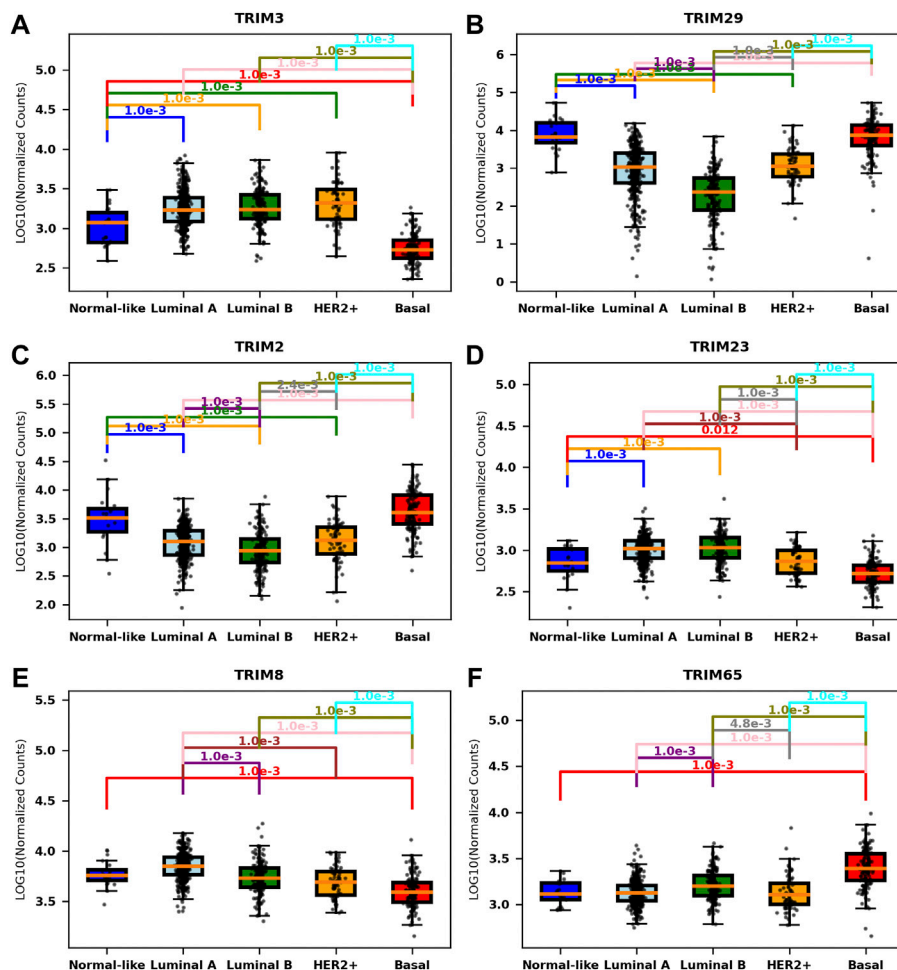 A
TRIM3
LOG10(Normalized Counts)
5.0
4.5
4.0
3.5
3.0
2.5
1.0e-3
1.0e-3
1.0e-3
1.0e-3
1.0e-3
1.0e-3
1.0e-3
Normal-like Luminal A Luminal B HER2+ Basal
B
TRIM29
LOG10(Normalized Counts)
6
5
4
3
2
1
0
1.0e-3
1.0e-3
1.0e-3
1.0e-3
1.0e-3
1.0e-3
1.0e-3
Normal-like Luminal A Luminal B HER2+ Basal
C
TRIM2
LOG10(Normalized Counts)
6.0
5.5
5.0
4.5
4.0
3.5
3.0
2.5
2.0
1.0e-3
1.0e-3
2.4e-3
1.0e-3
1.0e-3
1.0e-3
1.0e-3
1.0e-3
Normal-like Luminal A Luminal B HER2+ Basal
D
TRIM23
LOG10(Normalized Counts)
5.0
4.5
4.0
3.5
3.0
2.5
1.0e-3
1.0e-3
1.0e-3
1.0e-3
1.0e-3
0.012
1.0e-3
1.0e-3
Normal-like Luminal A Luminal B HER2+ Basal
E
TRIM8
LOG10(Normalized Counts)
5.5
5.0
4.5
4.0
3.5
1.0e-3
1.0e-3
1.0e-3
1.0e-3
1.0e-3
1.0e-3
Normal-like Luminal A Luminal B HER2+ Basal
F
TRIM65
LOG10(Normalized Counts)
5.0
4.5
4.0
3.5
3.0
1.0e-3
1.0e-3
4.8e-3
1.0e-3
1.0e-3
1.0e-3
Normal-like Luminal A Luminal B HER2+ Basal